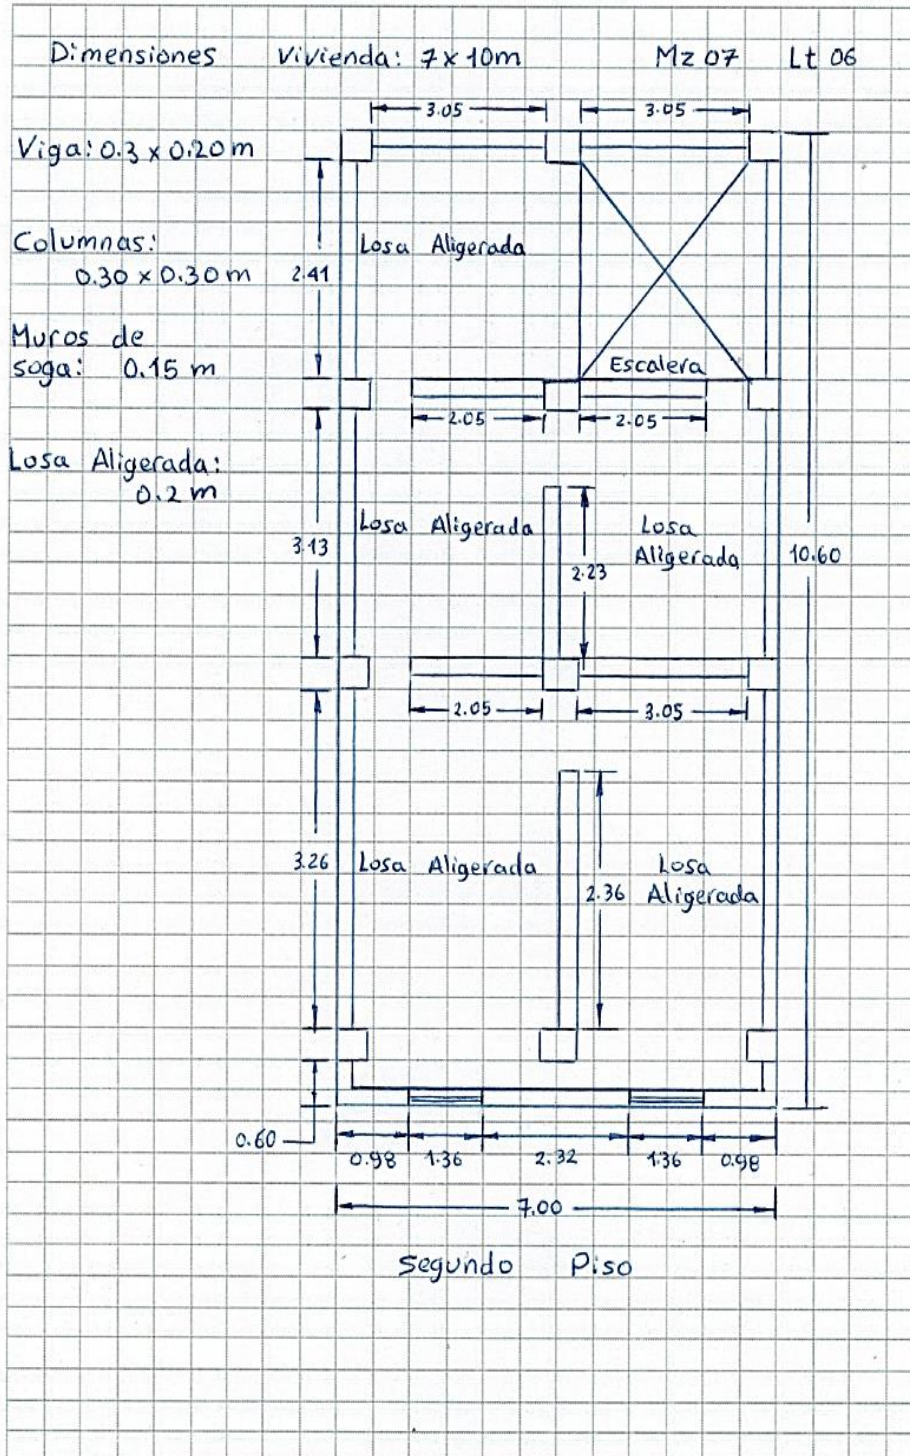 Dimensiones Vivienda: 7 x 10m Mz 07 Lt 06
3.05 3.05
Viga: 0.3 x 0.20 m
Columnas:
0.30 x 0.30 m
Losa Aligerada
2.41
Muros de
soga: 0.15 m
Escalera
2.05 2.05
Losa Aligerada:
0.2 m
Losa Aligerada
Losa
Aligerada
3.13
2.23
10.60
2.05 3.05
3.26
Losa Aligerada
2.36
Losa
Aligerada
0.60
0.98 1.36 2.32 1.36 0.98
7.00
Segundo Piso